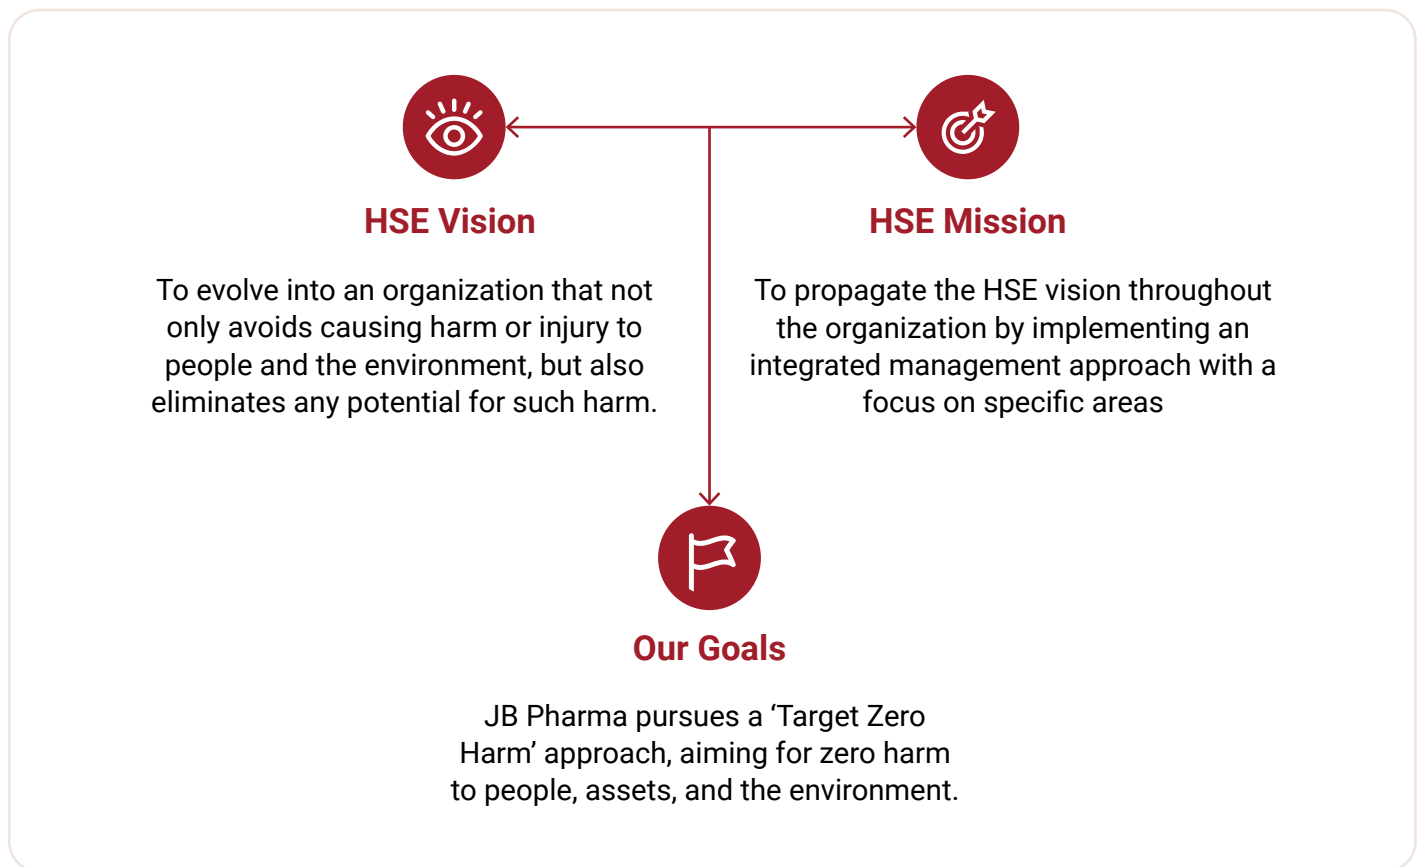 HSE Vision
To evolve into an organization that not
only avoids causing harm or injury to
people and the environment, but also
eliminates any potential for such harm.
HSE Mission
To propagate the HSE vision throughout
the organization by implementing an
integrated management approach with a
focus on specific areas
Our Goals
JB Pharma pursues a ‘Target Zero
Harm’ approach, aiming for zero harm
to people, assets, and the environment.